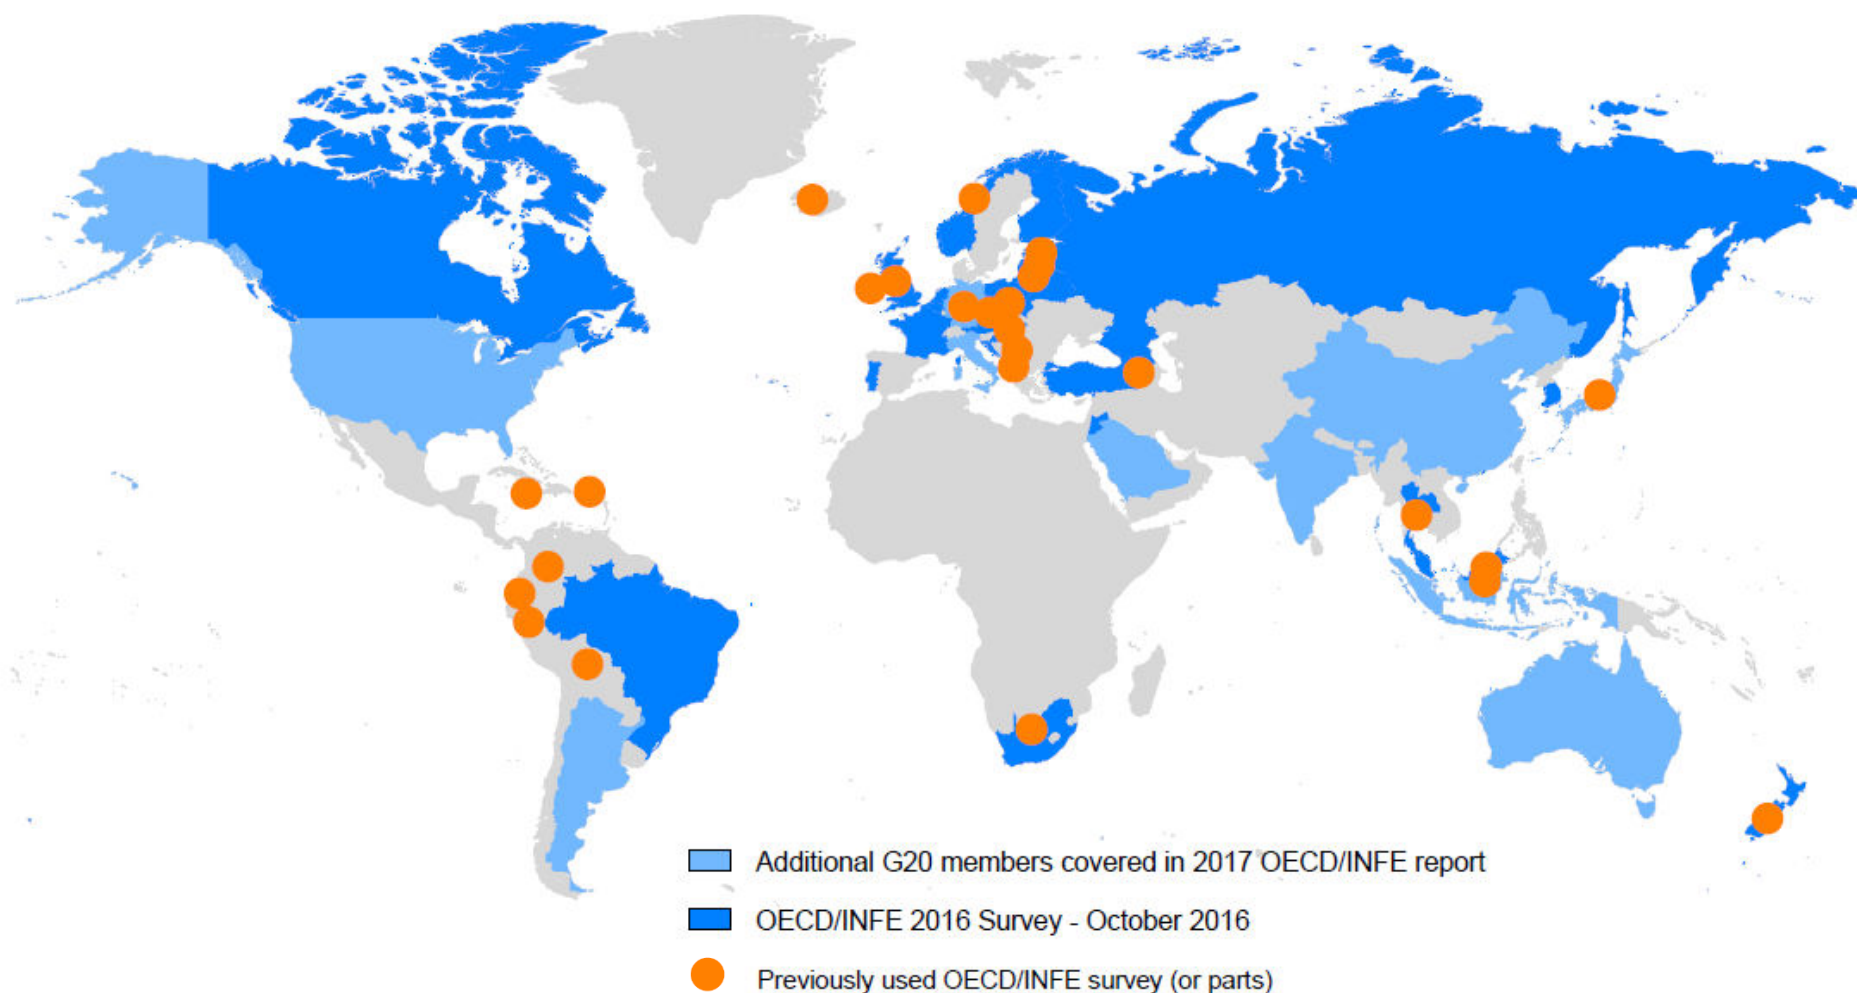 Additional G20 members covered in 2017 OECD/INFE report
OECD/INFE 2016 Survey - October 2016
Previously used OECD/INFE survey (or parts)